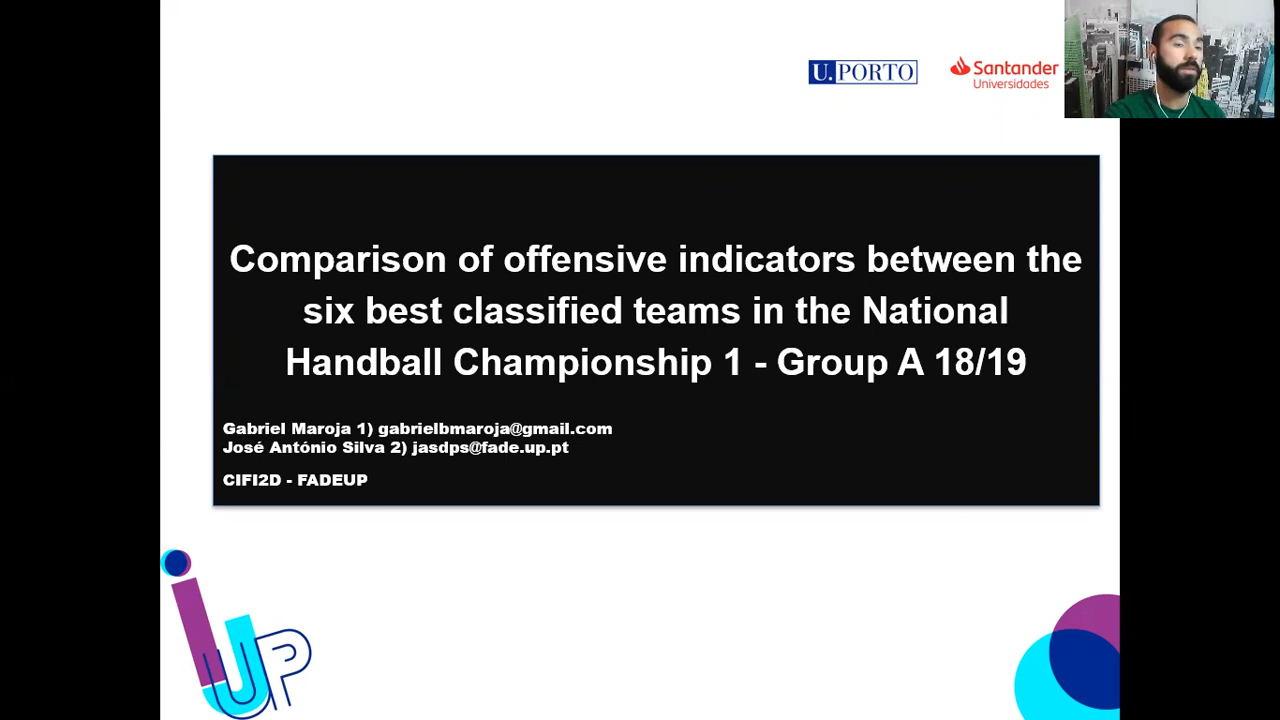 U.PORTO
Santander
Universidades
Comparison of offensive indicators between the
six best classified teams in the National
Handball Championship 1 - Group A 18/19
Gabriel Maroja 1) gabrielbmaroja@gmail.com
José António Silva 2) jasdps@fade.up.pt
CIFI2D - FADEUP
iJUP